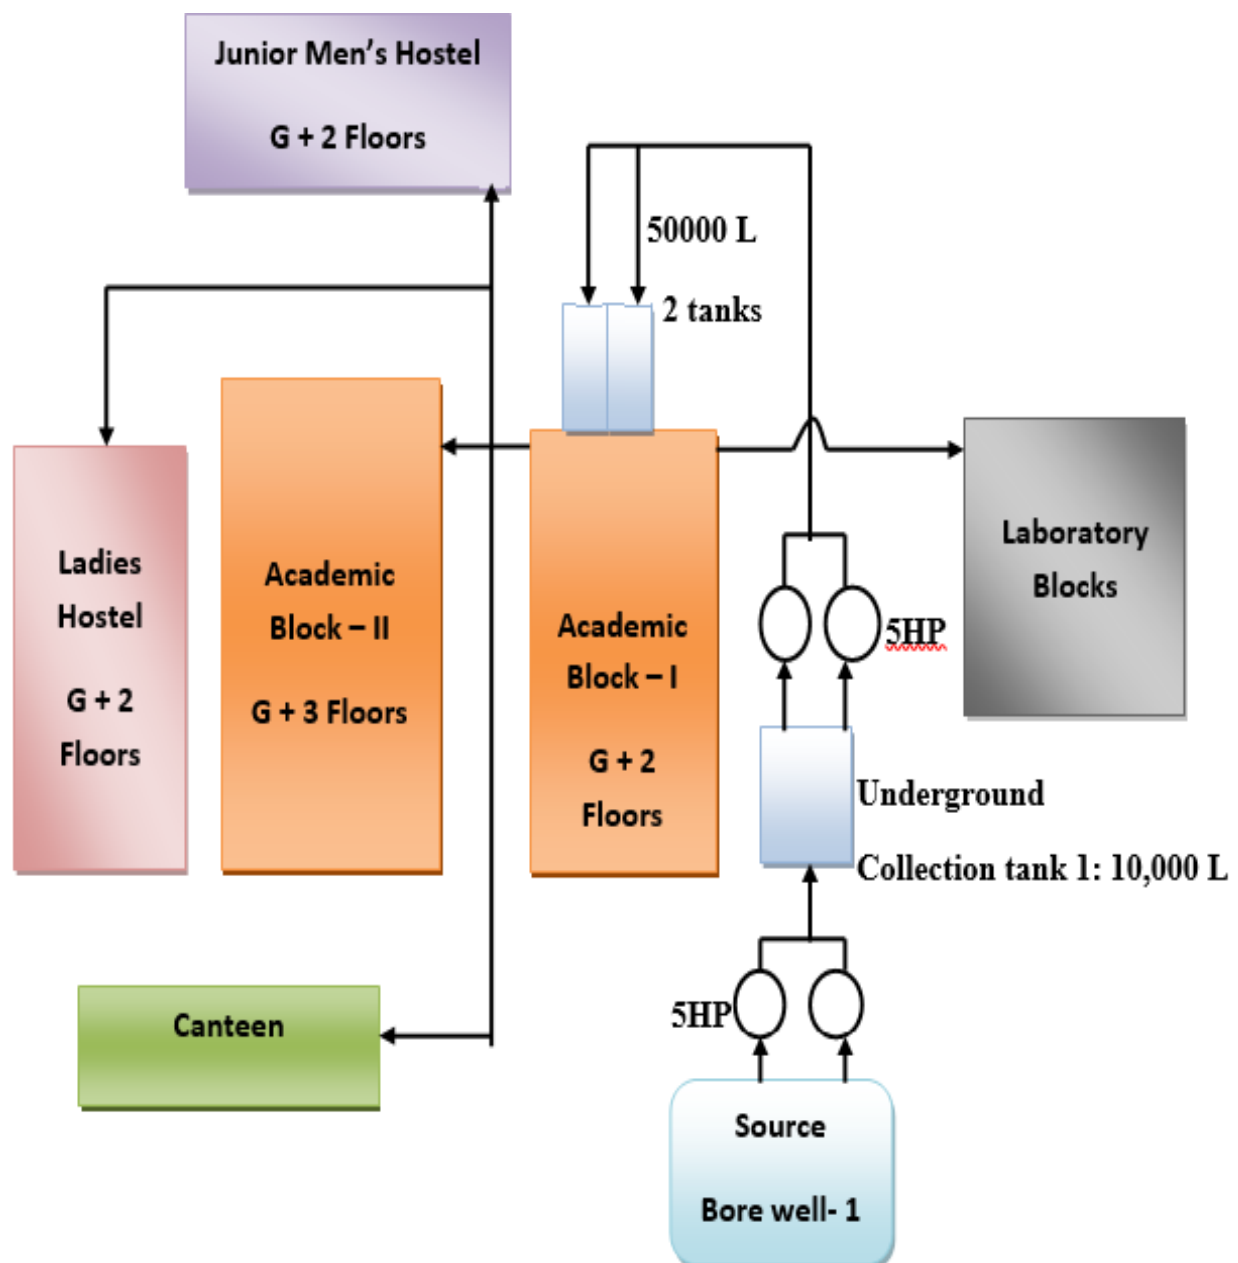 Junior Men's Hostel
G + 2 Floors
50000 L
2 tanks
Ladies
Hostel
G + 2
Floors
Academic
Block – II
G + 3 Floors
Academic
Block – I
G + 2
Floors
Laboratory
Blocks
5HP
Underground
Collection tank 1: 10,000 L
Canteen
5HP
Source
Bore well- 1